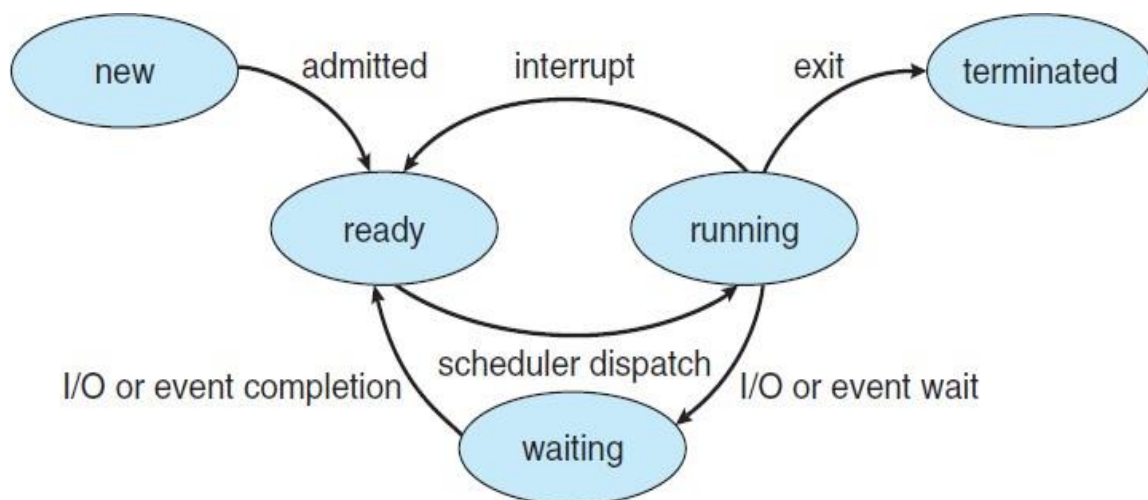 new
admitted
interrupt
exit
terminated
ready
running
I/O or event completion
scheduler dispatch
I/O or event wait
waiting